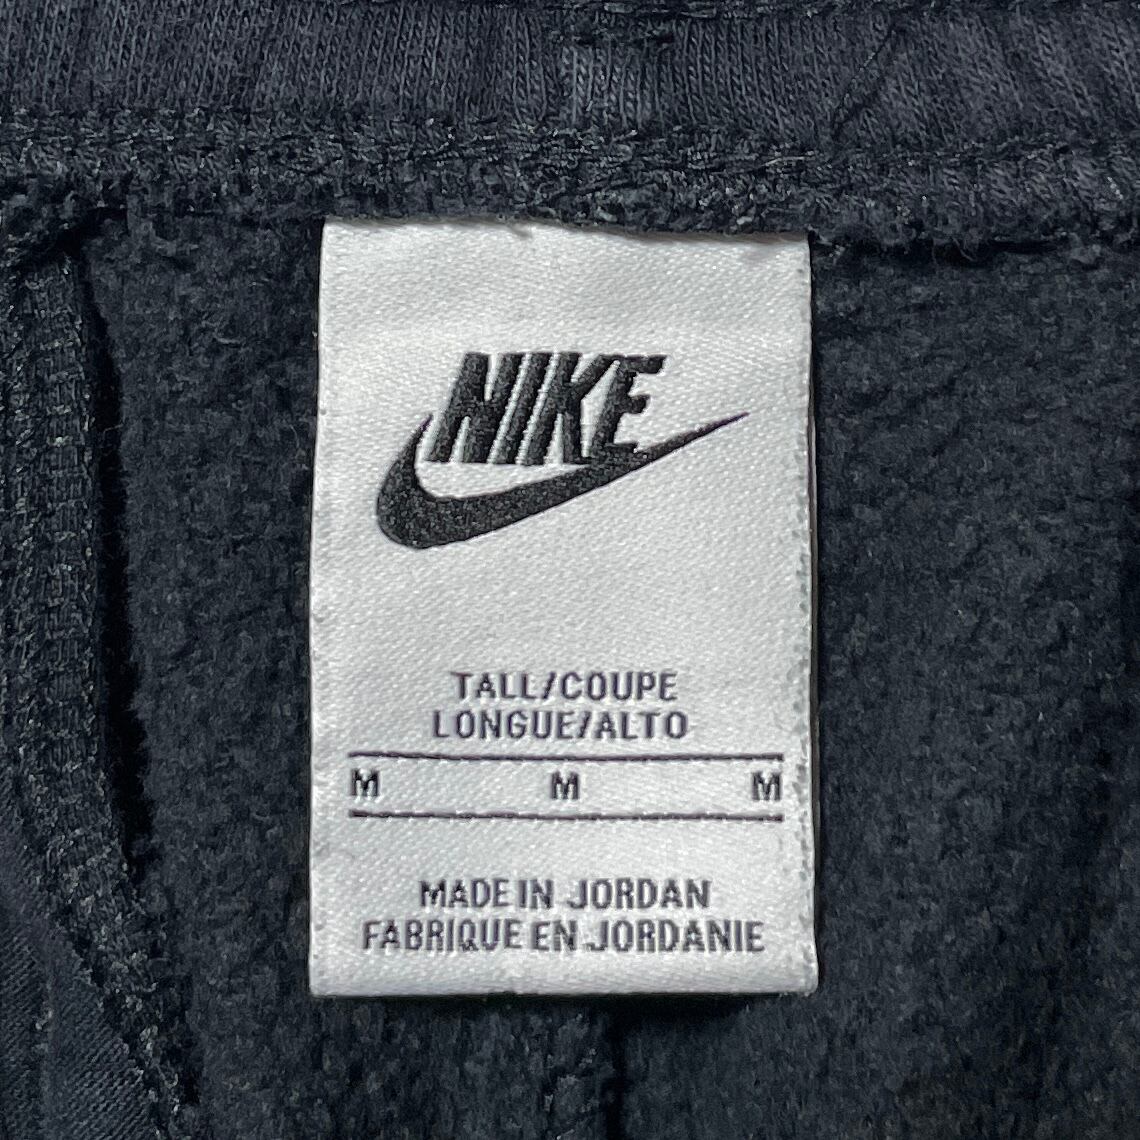 NIKE
TALL/COUPE
LONGUE/ALTO
M M M
MADE IN JORDAN
FABRIQUE EN JORDANIE